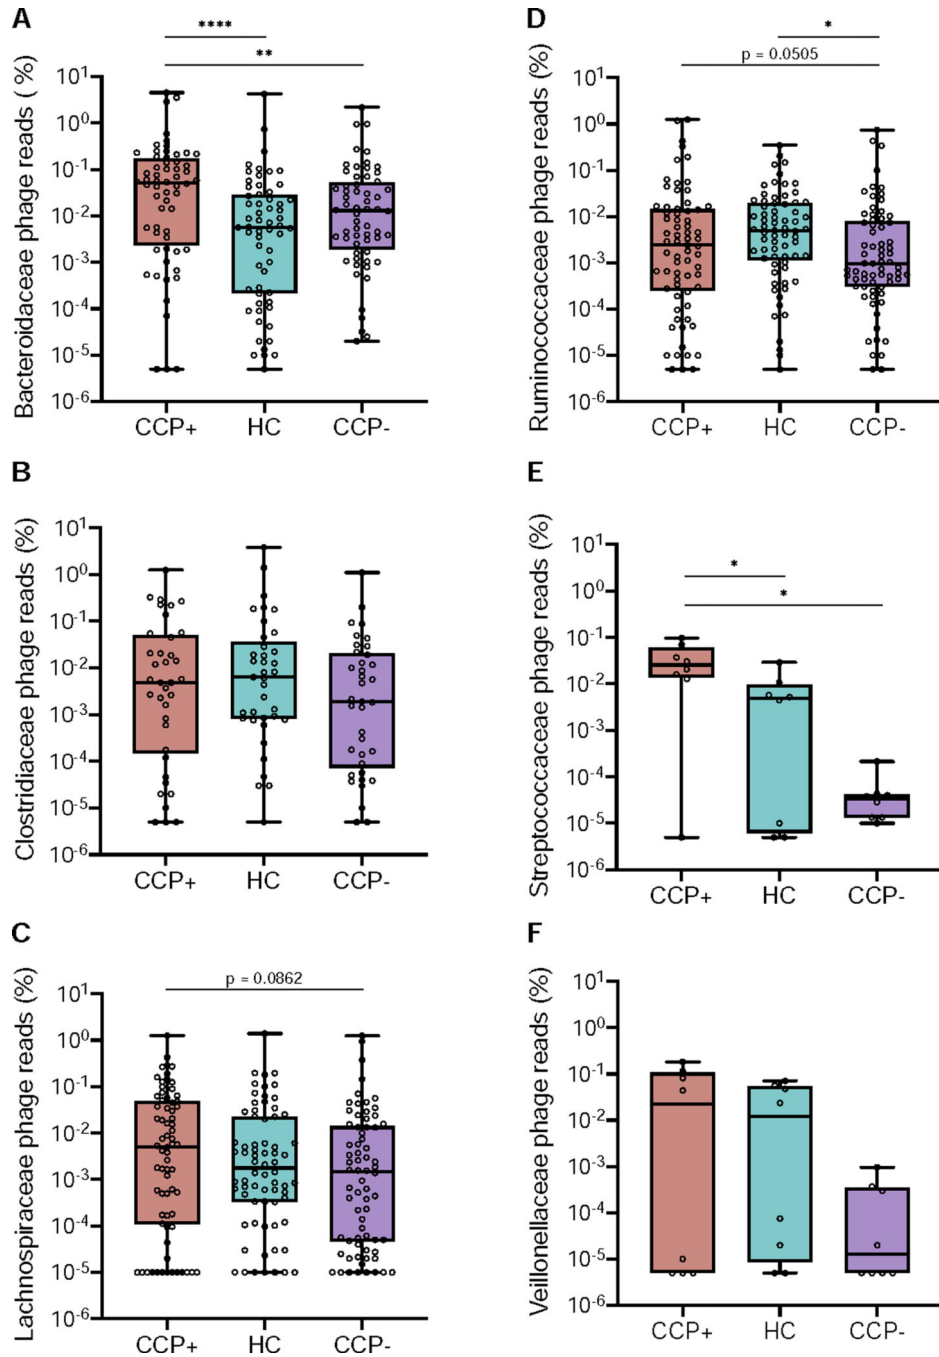 A
****
**
Bacteroidaceae phage reads ( %)
10^1
10^0
10^-1
10^-2
10^-3
10^-4
10^-5
10^-6
CCP+ HC CCP-
B
Clostridiaceae phage reads (%)
10^1
10^0
10^-1
10^-2
10^-3
10^-4
10^-5
10^-6
CCP+ HC CCP-
C
p = 0.0862
Lachnospiraceae phage reads (%)
10^1
10^0
10^-1
10^-2
10^-3
10^-4
10^-5
10^-6
CCP+ HC CCP-
D
*
p = 0.0505
Ruminococcaceae phage reads (%)
10^1
10^0
10^-1
10^-2
10^-3
10^-4
10^-5
10^-6
CCP+ HC CCP-
E
*
*
Streptococcaceae phage reads (%)
10^1
10^0
10^-1
10^-2
10^-4
10^-5
10^-6
CCP+ HC CCP-
F
Veillonellaceae phage reads (%)
10^1
10^0
10^-1
10^-2
10^-3
10^-4
10^-5
10^-6
CCP+ HC CCP-